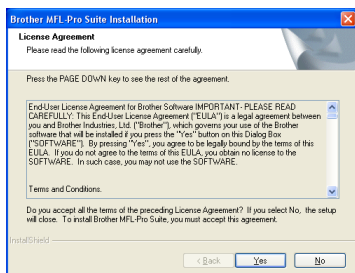 Brother MFL-Pro Suite Installation
License Agreement
Please read the following license agreement carefully.
Press the PAGE DOWN key to see the rest of the agreement.
End-User License Agreement for Brother Software IMPORTANT- PLEASE READ
CAREFULLY: This End-User License Agreement ("EULA") is a legal agreement between
you and Brother Industries, Ltd. ("Brother"), which governs your use of the Brother
software that will be installed if you press the "Yes" button on this Dialog Box
("SOFTWARE"). By pressing "Yes", you agree to be legally bound by the terms of this
EULA. If you do not agree to the terms of this EULA, you obtain no license to the
SOFTWARE. In such case, you may not use the SOFTWARE.
Terms and Conditions.
Do you accept all the terms of the preceding License Agreement? If you select No, the setup
will close. To install Brother MFL-Pro Suite, you must accept this agreement.
InstallShield
< Back Yes No